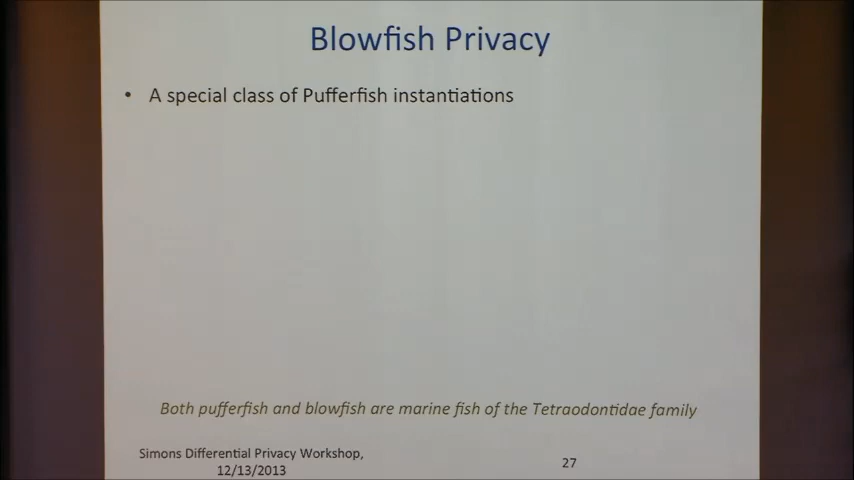 Blowfish Privacy
• A special class of Pufferfish instantiations
Both pufferfish and blowfish are marine fish of the Tetraodontidae family
Simons Differential Privacy Workshop,
12/13/2013
27